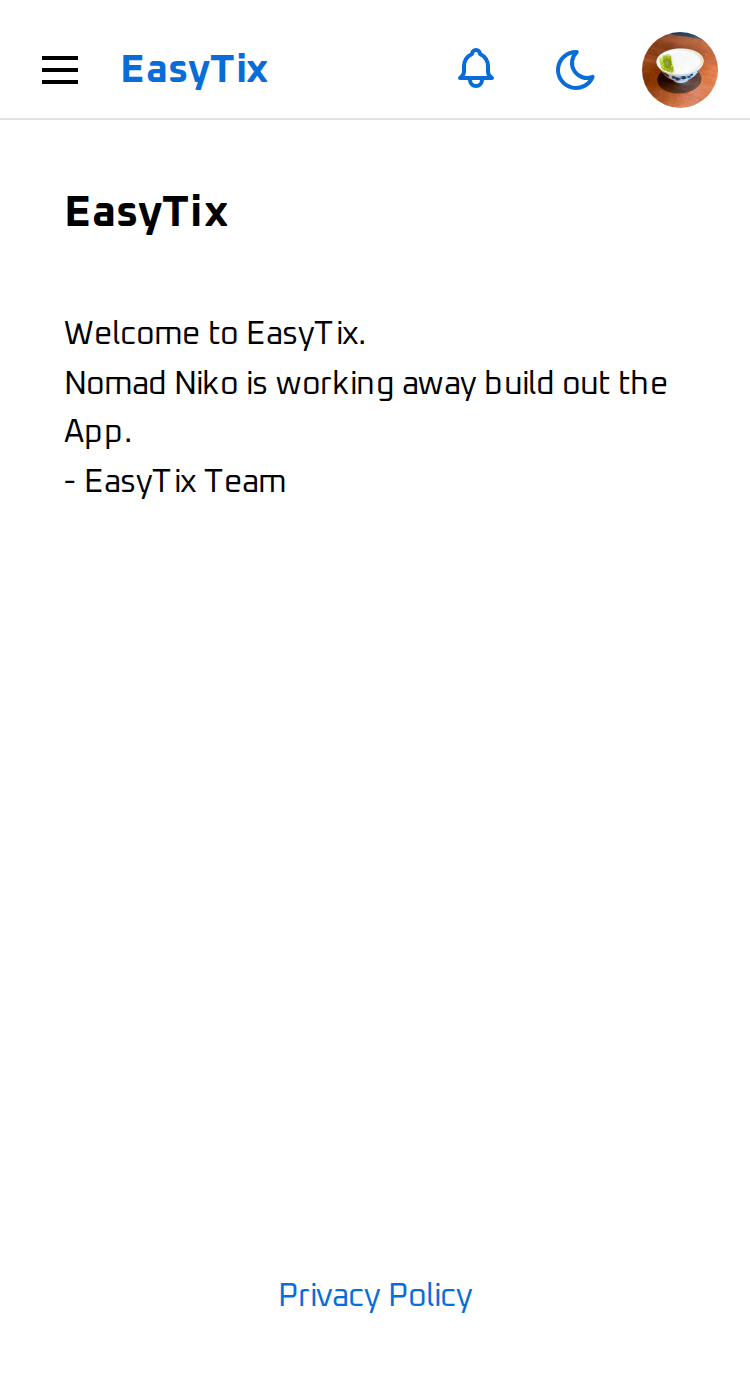 EasyTix
EasyTix
Welcome to EasyTix.
Nomad Niko is working away build out the
App.
- EasyTix Team
Privacy Policy